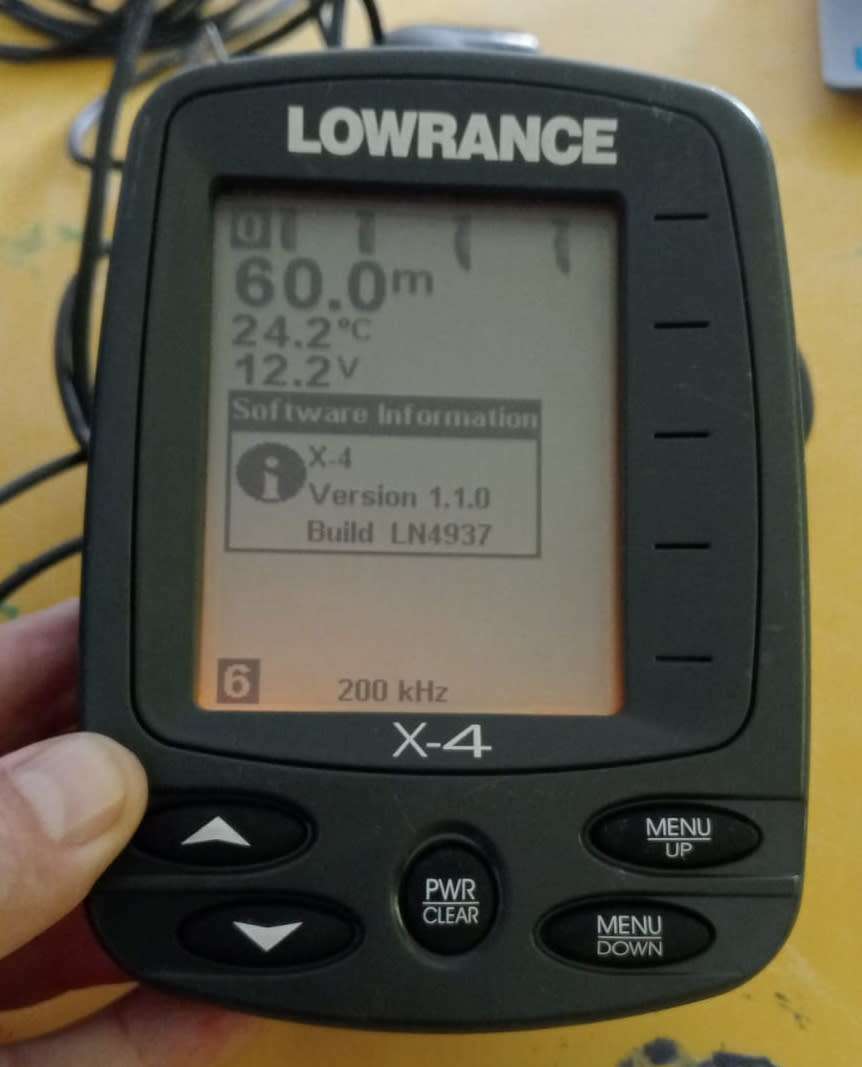 LOWRANCE
0
60.0m
24.2°C
12.2V
Software Information
X-4
Version 1.1.0
Build LN4937
6 200 kHz
X-4
MENU
UP
PWR
CLEAR
MENU
DOWN